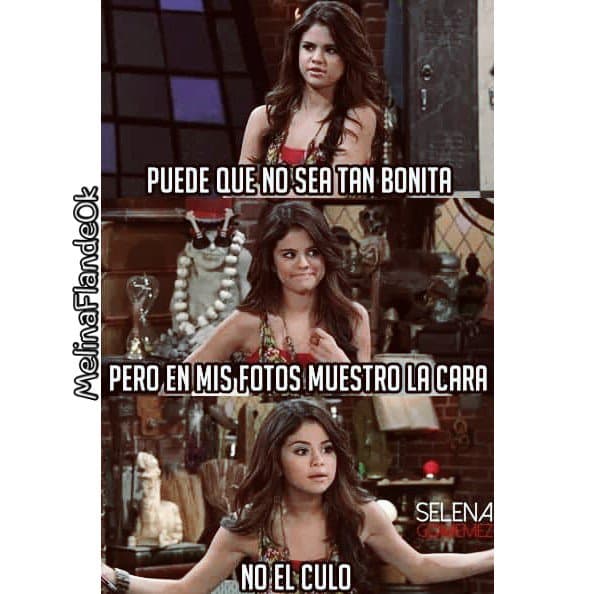 PUEDE QUE NO SEA TAN BONITA
MelinaFlandeOk
PERO EN MIS FOTOS MUESTRO LA CARA
SELENA
NO EL CULO